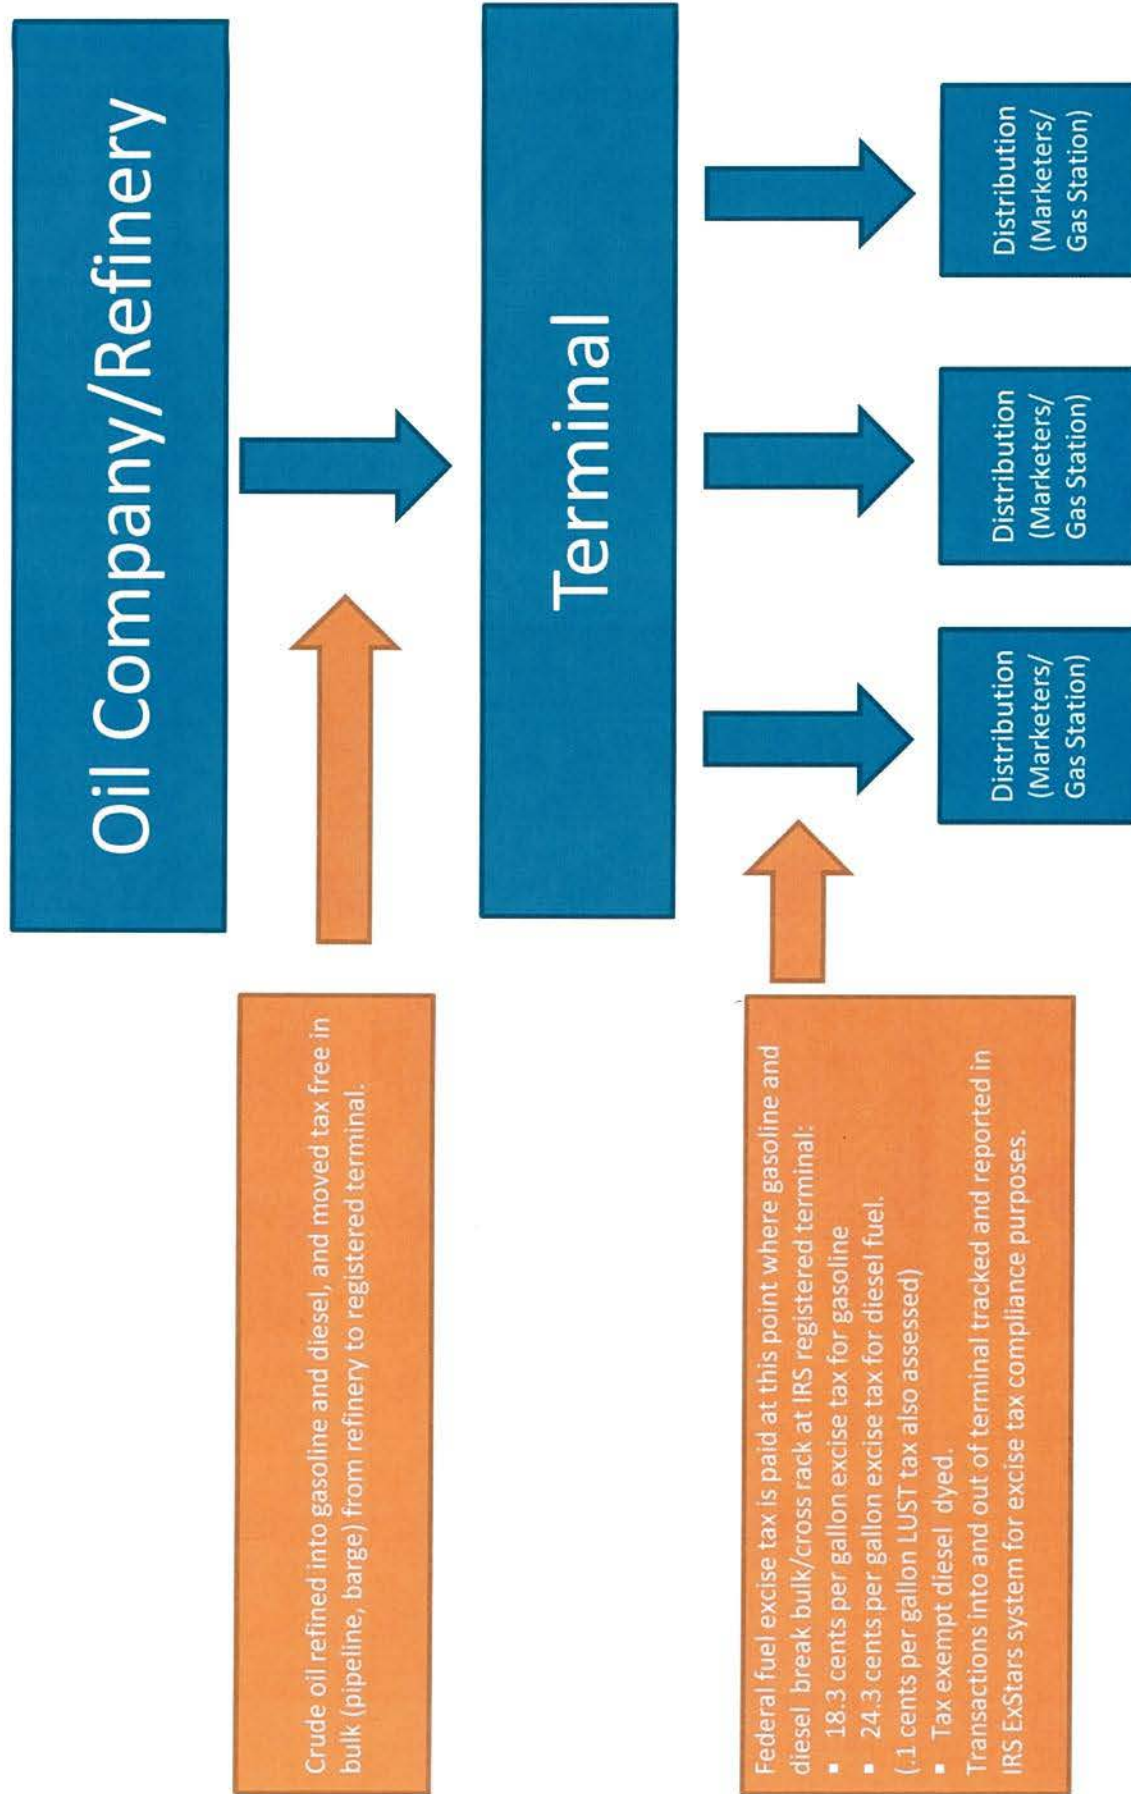 Oil Company/Refinery
Crude oil refined into gasoline and diesel, and moved tax free in
bulk (pipeline, barge) from refinery to registered terminal.
Terminal
Federal fuel excise tax is paid at this point where gasoline and
diesel break bulk/cross rack at IRS registered terminal:
▪ 18.3 cents per gallon excise tax for gasoline
▪ 24.3 cents per gallon excise tax for diesel fuel.
(.1 cents per gallon LUST tax also assessed)
▪ Tax exempt diesel dyed.
Transactions into and out of terminal tracked and reported in
IRS ExStars system for excise tax compliance purposes.
Distribution
(Marketers/
Gas Station)
Distribution
(Marketers/
Gas Station)
Distribution
(Marketers/
Gas Station)